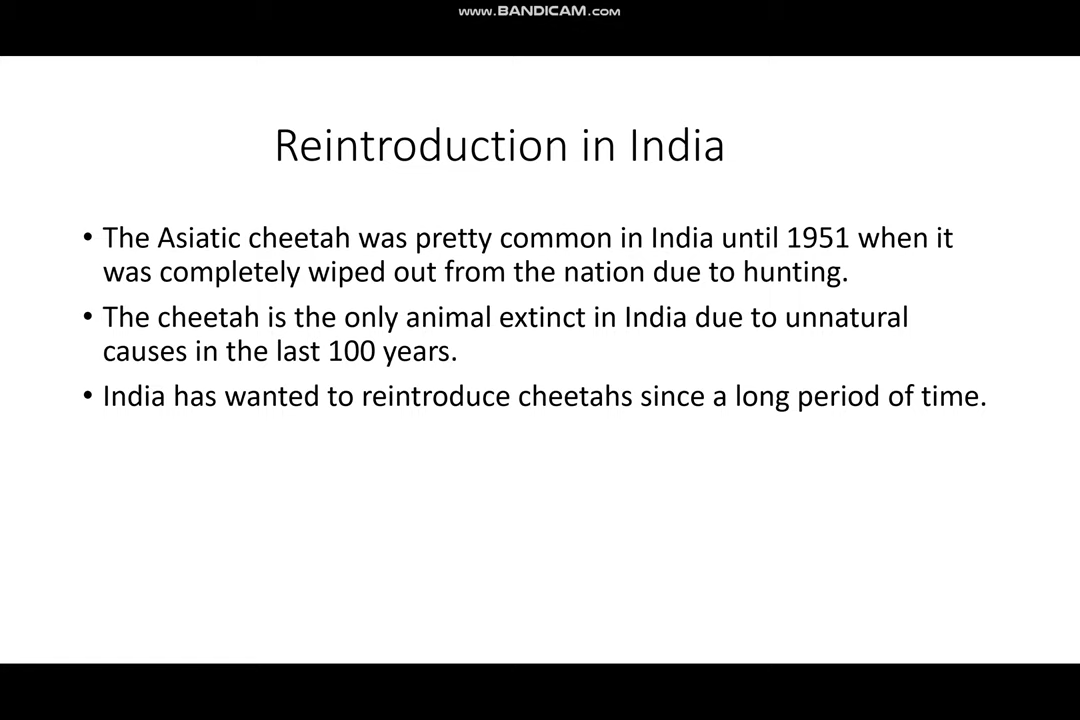 www.BANDICAM.com
Reintroduction in India
• The Asiatic cheetah was pretty common in India until 1951 when it
was completely wiped out from the nation due to hunting.
• The cheetah is the only animal extinct in India due to unnatural
causes in the last 100 years.
• India has wanted to reintroduce cheetahs since a long period of time.